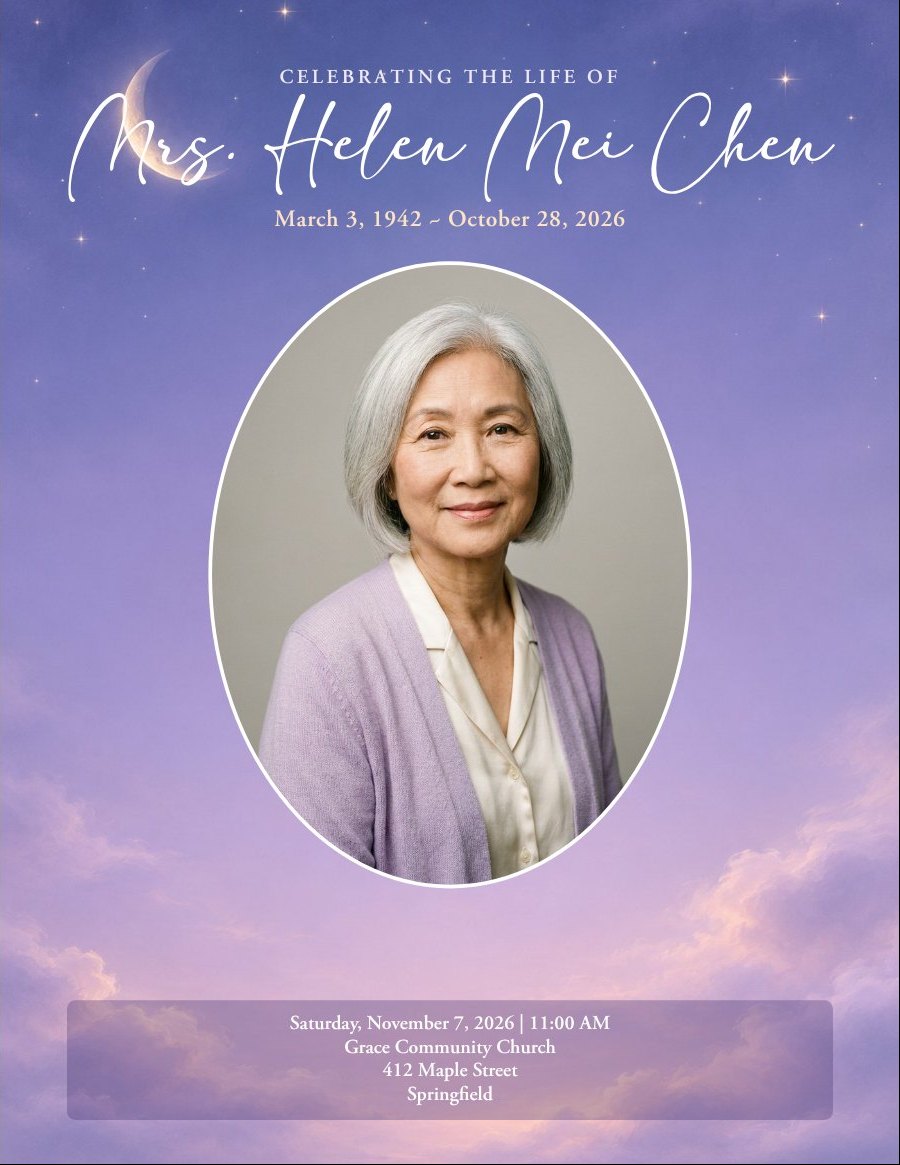 CELEBRATING THE LIFE OF
Mrs. Helen Mei Chen
March 3, 1942 ~ October 28, 2026
Saturday, November 7, 2026 | 11:00 AM
Grace Community Church
412 Maple Street
Springfield